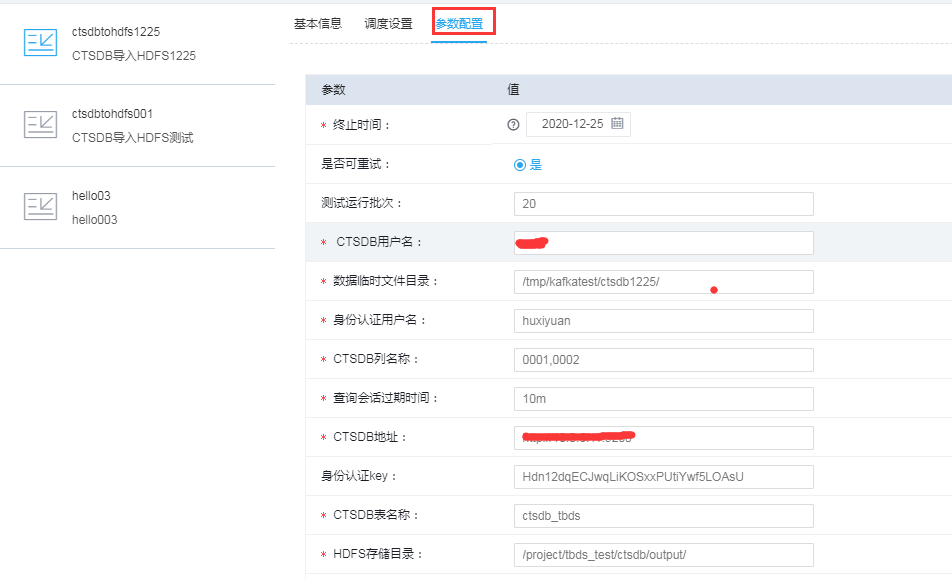 ctsdbtohdfs1225
CTSDB导入HDFS1225
ctsdbtohdfs001
CTSDB导入HDFS测试
hello03
hello003
基本信息 调度设置 参数配置
参数 值
* 终止时间： ? 2020-12-25
是否可重试： 是
测试运行批次： 20
* CTSDB用户名：
* 数据临时文件目录： /tmp/kafkatest/ctsdb1225/
* 身份认证用户名： huxiyuan
* CTSDB列名称： 0001,0002
* 查询会话过期时间： 10m
* CTSDB地址：
身份认证key： Hdn12dqECJwqLiKOSxxPUtiYwf5LOAsU
* CTSDB表名称： ctsdb_tbds
* HDFS存储目录： /project/tbds_test/ctsdb/output/